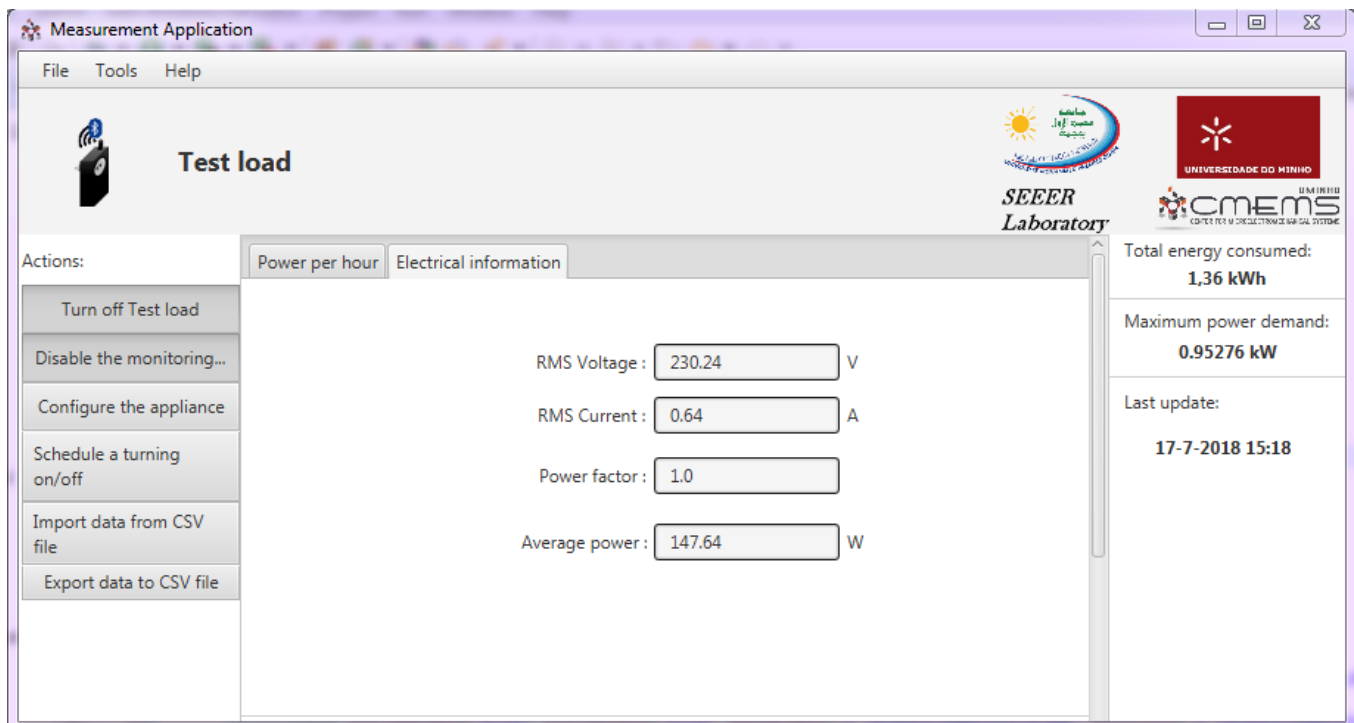 Measurement Application
File Tools Help
Test load
SEEER
Laboratory
UNIVERSIDADE DO MINHO
UMINHO
CMEMS
CENTER FOR MICROELECTROMECHANICAL SYSTEMS
Actions:
Turn off Test load
Disable the monitoring...
Configure the appliance
Schedule a turning
on/off
Import data from CSV
file
Export data to CSV file
Power per hour Electrical information
RMS Voltage : 230.24 V
RMS Current : 0.64 A
Power factor : 1.0
Average power : 147.64 W
Total energy consumed:
1,36 kWh
Maximum power demand:
0.95276 kW
Last update:
17-7-2018 15:18